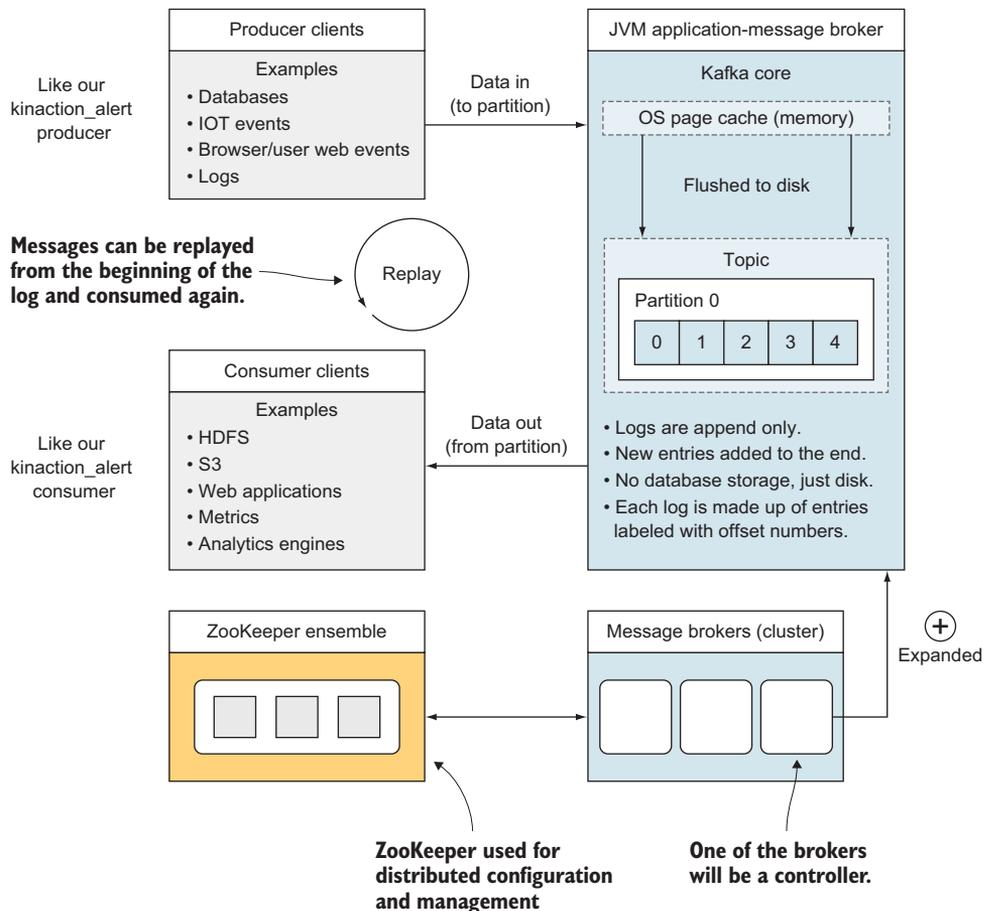 Producer clients
Examples
• Databases
• IOT events
• Browser/user web events
• Logs
Like our
kinaction_alert
producer
Data in
(to partition)
JVM application-message broker
Kafka core
OS page cache (memory)
Flushed to disk
Topic
Partition 0
0 1 2 3 4
• Logs are append only.
• New entries added to the end.
• No database storage, just disk.
• Each log is made up of entries
labeled with offset numbers.
Messages can be replayed
from the beginning of the
log and consumed again.
Replay
Consumer clients
Examples
• HDFS
• S3
• Web applications
• Metrics
• Analytics engines
Like our
kinaction_alert
consumer
Data out
(from partition)
ZooKeeper ensemble
Message brokers (cluster)
+
Expanded
ZooKeeper used for
distributed configuration
and management
One of the brokers
will be a controller.